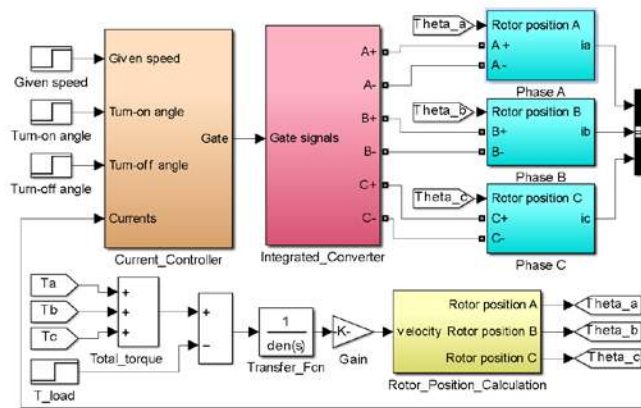 Given speed
Turn-on angle
Turn-off angle
Given speed
Turn-on angle
Turn-off angle
Currents
Gate
Current_Controller
Gate signals
A+
A-
B+
B-
C+
C-
Integrated_Converter
Theta_a
Rotor position A
A +
A -
ia
Phase A
Theta_b
Rotor position B
B+
B-
ib
Phase B
Theta_c
Rotor position C
C+
C-
ic
Phase C
Ta
Tb
Tc
+
+
+
Total_torque
T_load
+
−
1
den(s)
Transfer_Fcn
K-
Gain
velocity
Rotor position A
Rotor position B
Rotor position C
Rotor_Position_Calculation
Theta_a
Theta_b
Theta_c